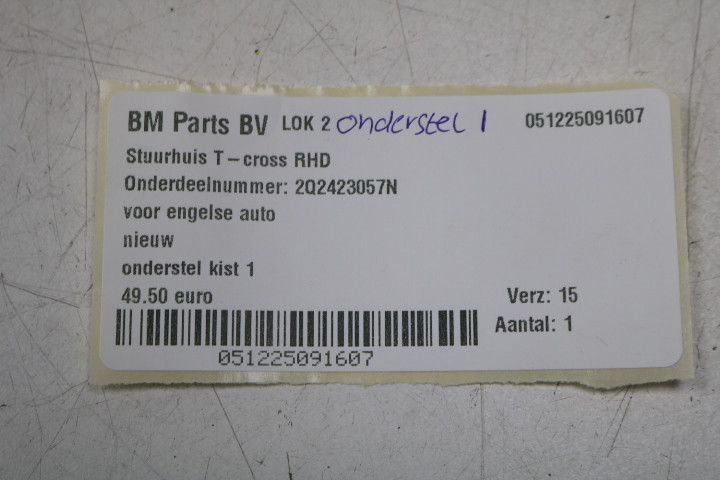 BM Parts BV LOK 2 onderstel 1 051225091607
Stuurhuis T-cross RHD
Onderdeelnummer: 2Q2423057N
voor engelse auto
nieuw
onderstel kist 1
49.50 euro Verz: 15
Aantal: 1
051225091607